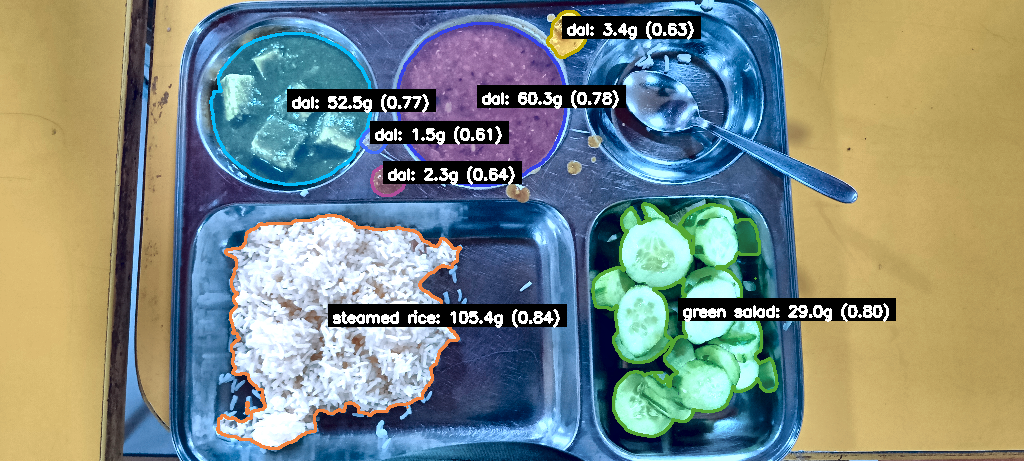 dal: 3.4g (0.63)
dal: 52.5g (0.77)
dal: 60.3g (0.78)
dal: 1.5g (0.61)
dal: 2.3g (0.64)
steamed rice: 105.4g (0.84)
green salad: 29.0g (0.80)